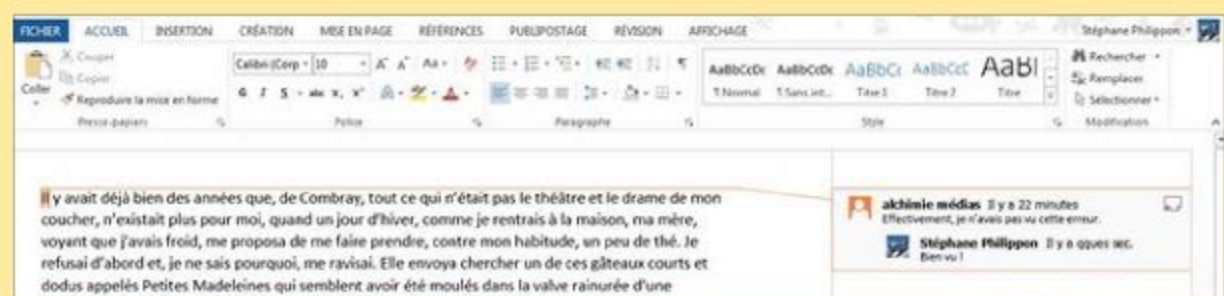 FICHIER ACCUEIL INSERTION CRÉATION MISE EN PAGE RÉFÉRENCES PUBLIPOSTAGE RÉVISION AFFICHAGE Stéphane Philippon
Coller
Couper
Copier
Reproduire la mise en forme
Presse-papiers
Calibri (Corp 10 A A Aa
G I S abc x, x² A
Police
Paragraphe
AaBbCcDc AaBbCcDc AaBbCc AaBbCcC AaBl
¶ Normal ¶ Sans int... Titre 1 Titre 2 Titre
Style
Rechercher
Remplacer
Sélectionner
Modification
Il y avait déjà bien des années que, de Combray, tout ce qui n'était pas le théâtre et le drame de mon
coucher, n'existait plus pour moi, quand un jour d'hiver, comme je rentrais à la maison, ma mère,
voyant que j'avais froid, me proposa de me faire prendre, contre mon habitude, un peu de thé. Je
refusai d'abord et, je ne sais pourquoi, me ravisai. Elle envoya chercher un de ces gâteaux courts et
dodus appelés Petites Madeleines qui semblent avoir été moulés dans la valve rainurée d'une
alchimie médias Il y a 22 minutes
Effectivement, je n'avais pas vu cette erreur.
Stéphane Philippon Il y a qques sec.
Bien vu !